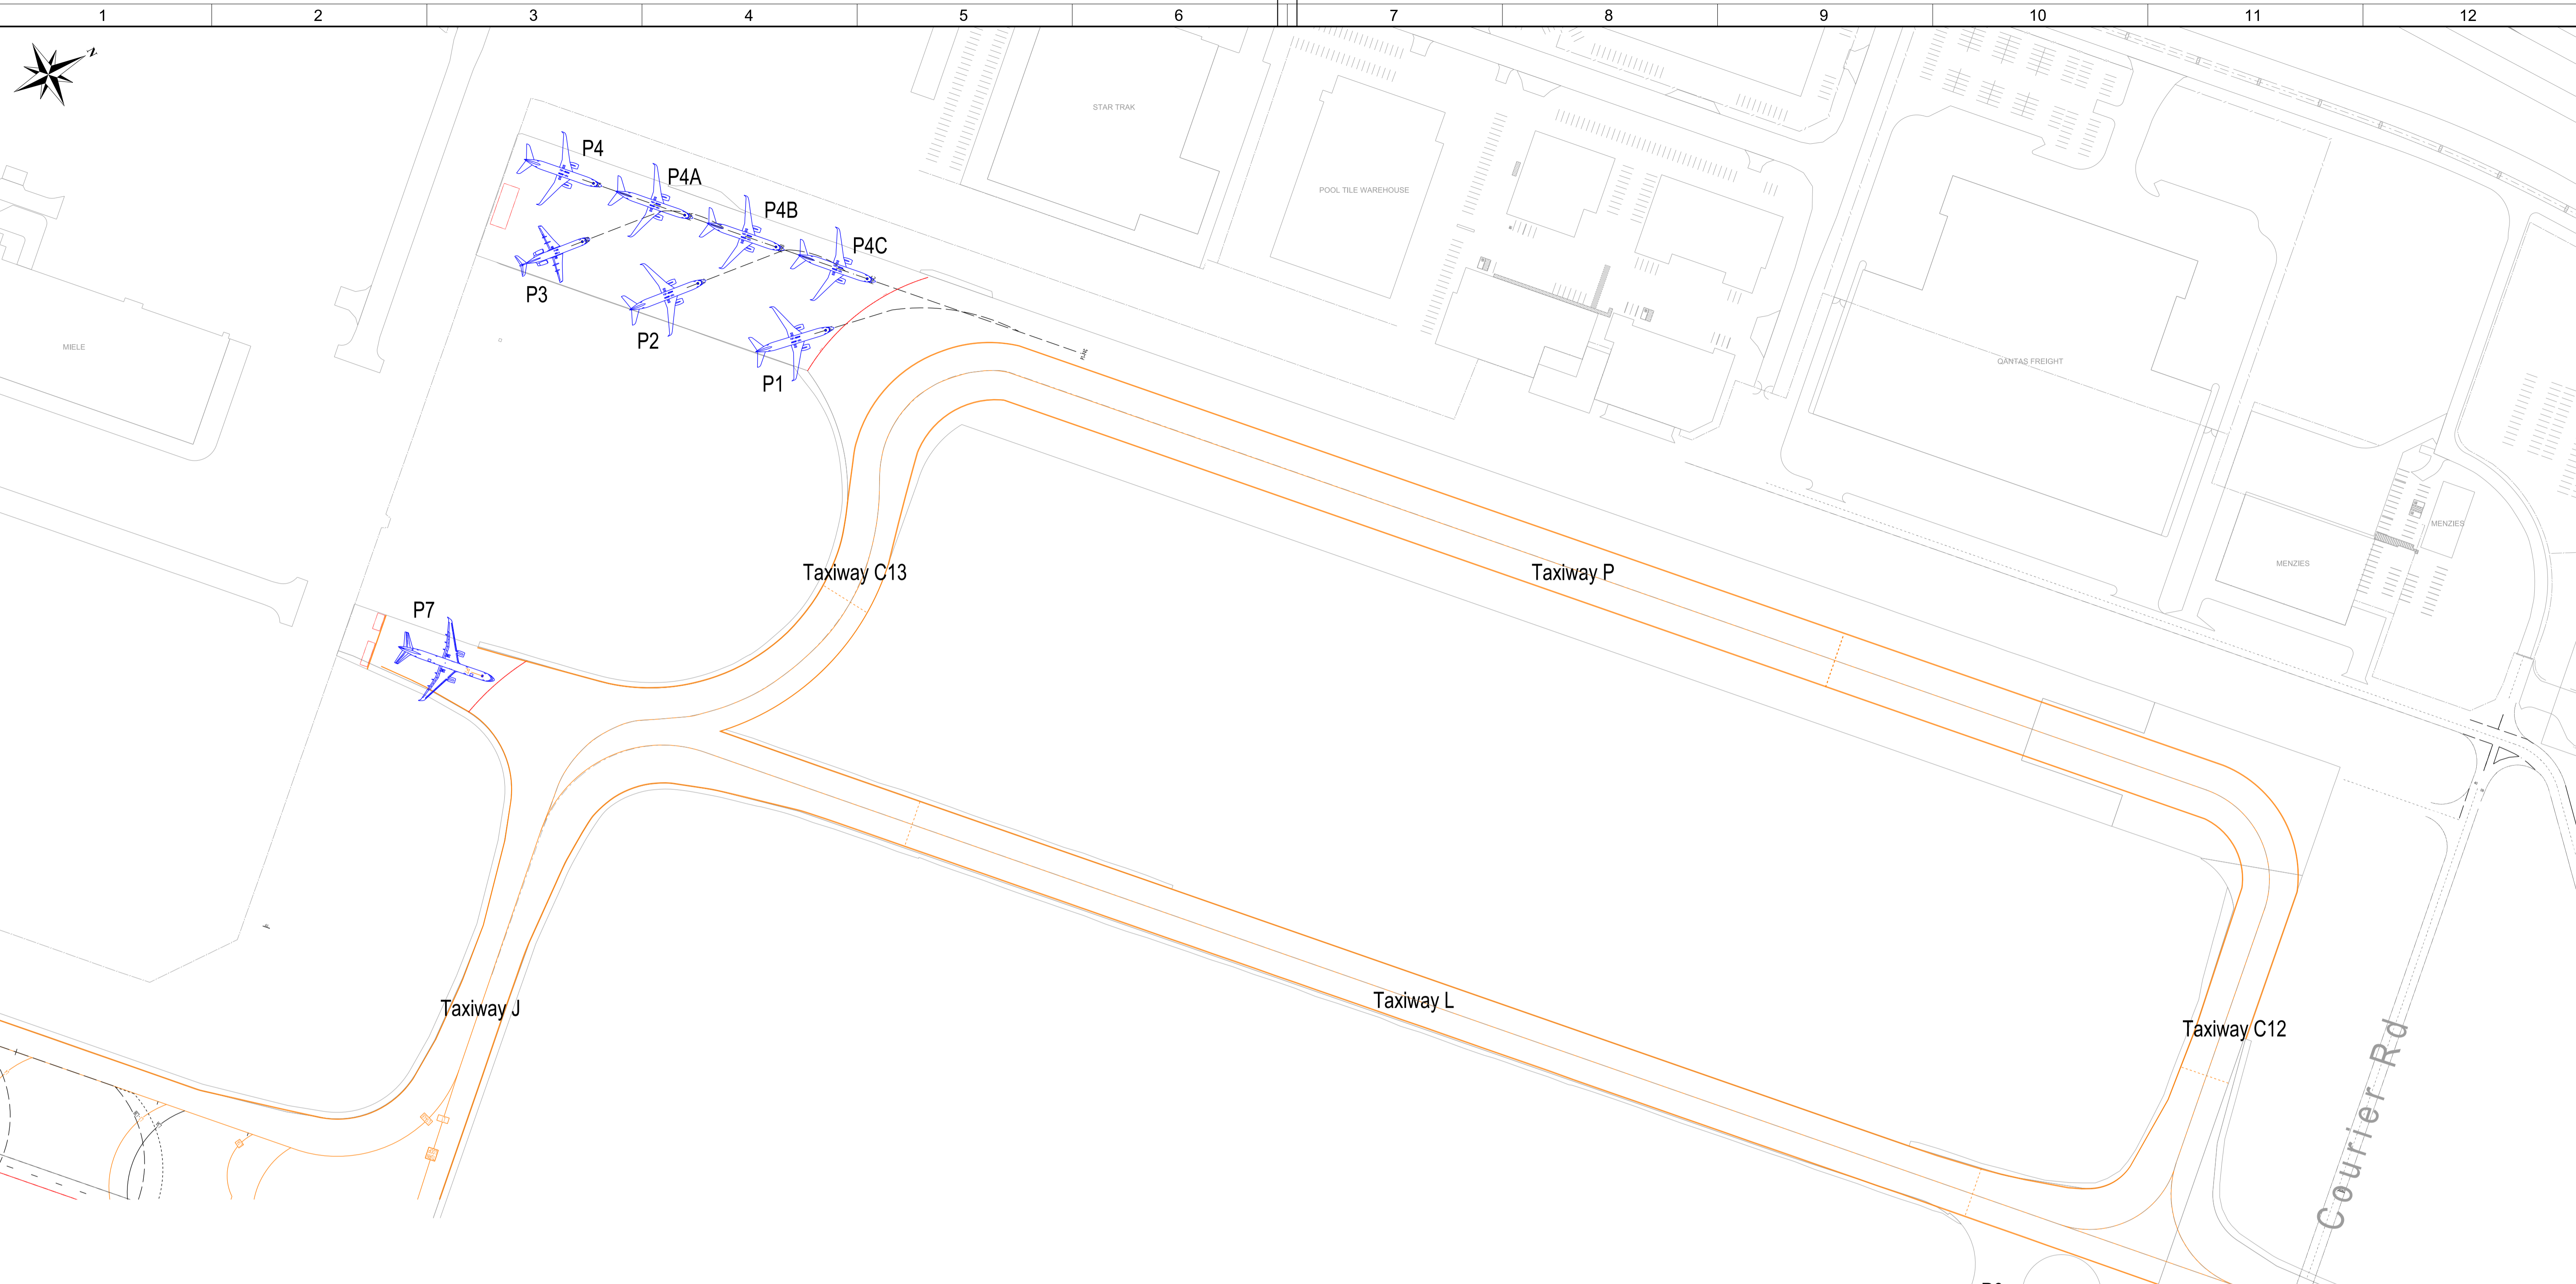 1 2 3 4 5 6 7 8 9 10 11 12
N
STAR TRAK
P4
P4A
POOL TILE WAREHOUSE
P4B
P4C
P3
P2
MIELE
QANTAS FREIGHT
P1
MENZIES
MENZIES
Taxiway C13
Taxiway P
P7
Taxiway L
Taxiway J
Taxiway C12
Courier Rd